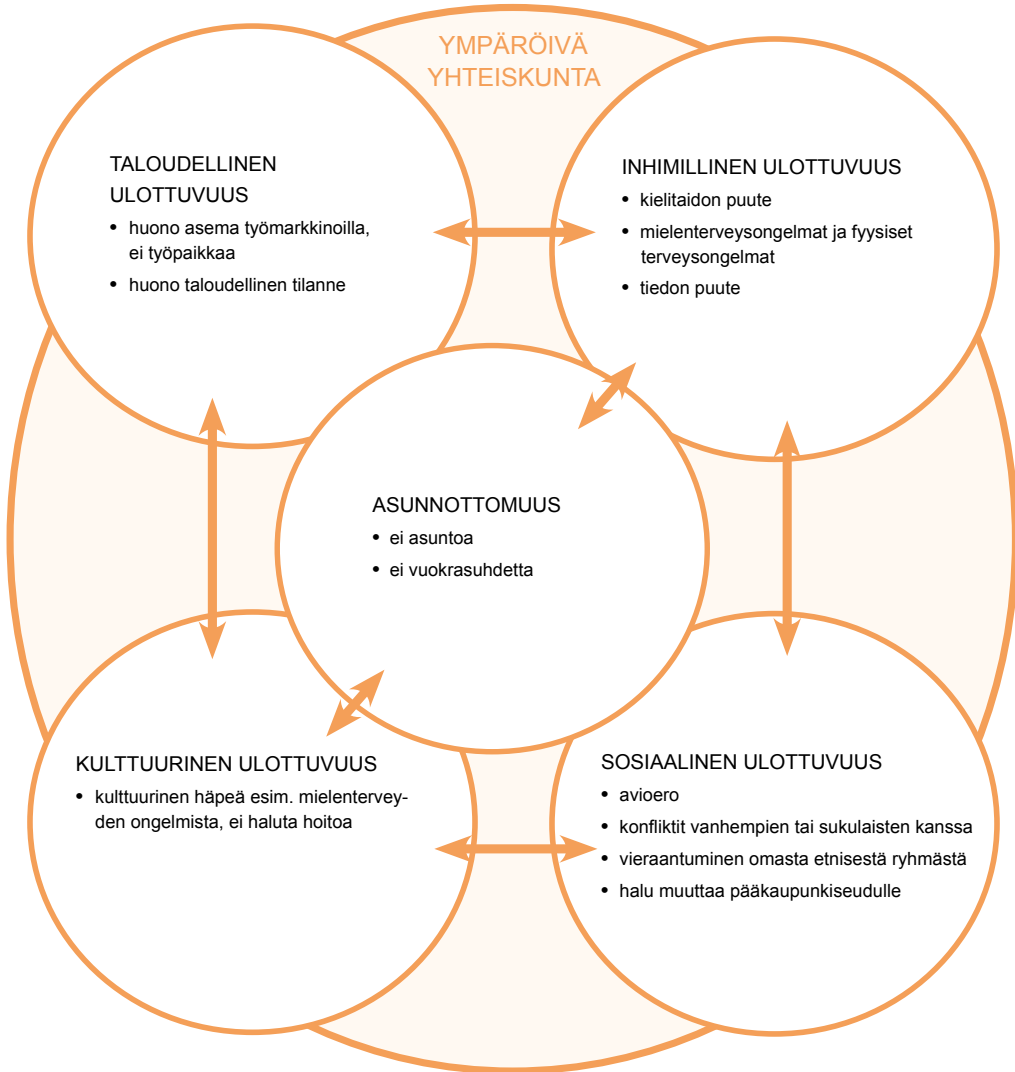 YMPÄRÖIVÄ
YHTEISKUNTA
TALOUDELLINEN
ULOTTUVUUS
• huono asema työmarkkinoilla,
ei työpaikkaa
• huono taloudellinen tilanne
INHIMILLINEN ULOTTUVUUS
• kielitaidon puute
• mielenterveysongelmat ja fyysiset
terveysongelmat
• tiedon puute
ASUNNOTTOMUUS
• ei asuntoa
• ei vuokrasuhdetta
KULTTUURINEN ULOTTUVUUS
• kulttuurinen häpeä esim. mielentervey-
den ongelmista, ei haluta hoitoa
SOSIAALINEN ULOTTUVUUS
• avioero
• konfliktit vanhempien tai sukulaisten kanssa
• vieraantuminen omasta etnisestä ryhmästä
• halu muuttaa pääkaupunkiseudulle